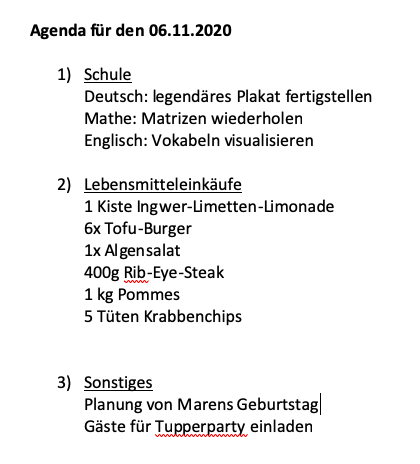 Agenda für den 06.11.2020
1) Schule
Deutsch: legendäres Plakat fertigstellen
Mathe: Matrizen wiederholen
Englisch: Vokabeln visualisieren
2) Lebensmitteleinkäufe
1 Kiste Ingwer-Limetten-Limonade
6x Tofu-Burger
1x Algensalat
400g Rib-Eye-Steak
1 kg Pommes
5 Tüten Krabbenchips
3) Sonstiges
Planung von Marens Geburtstag
Gäste für Tupperparty einladen